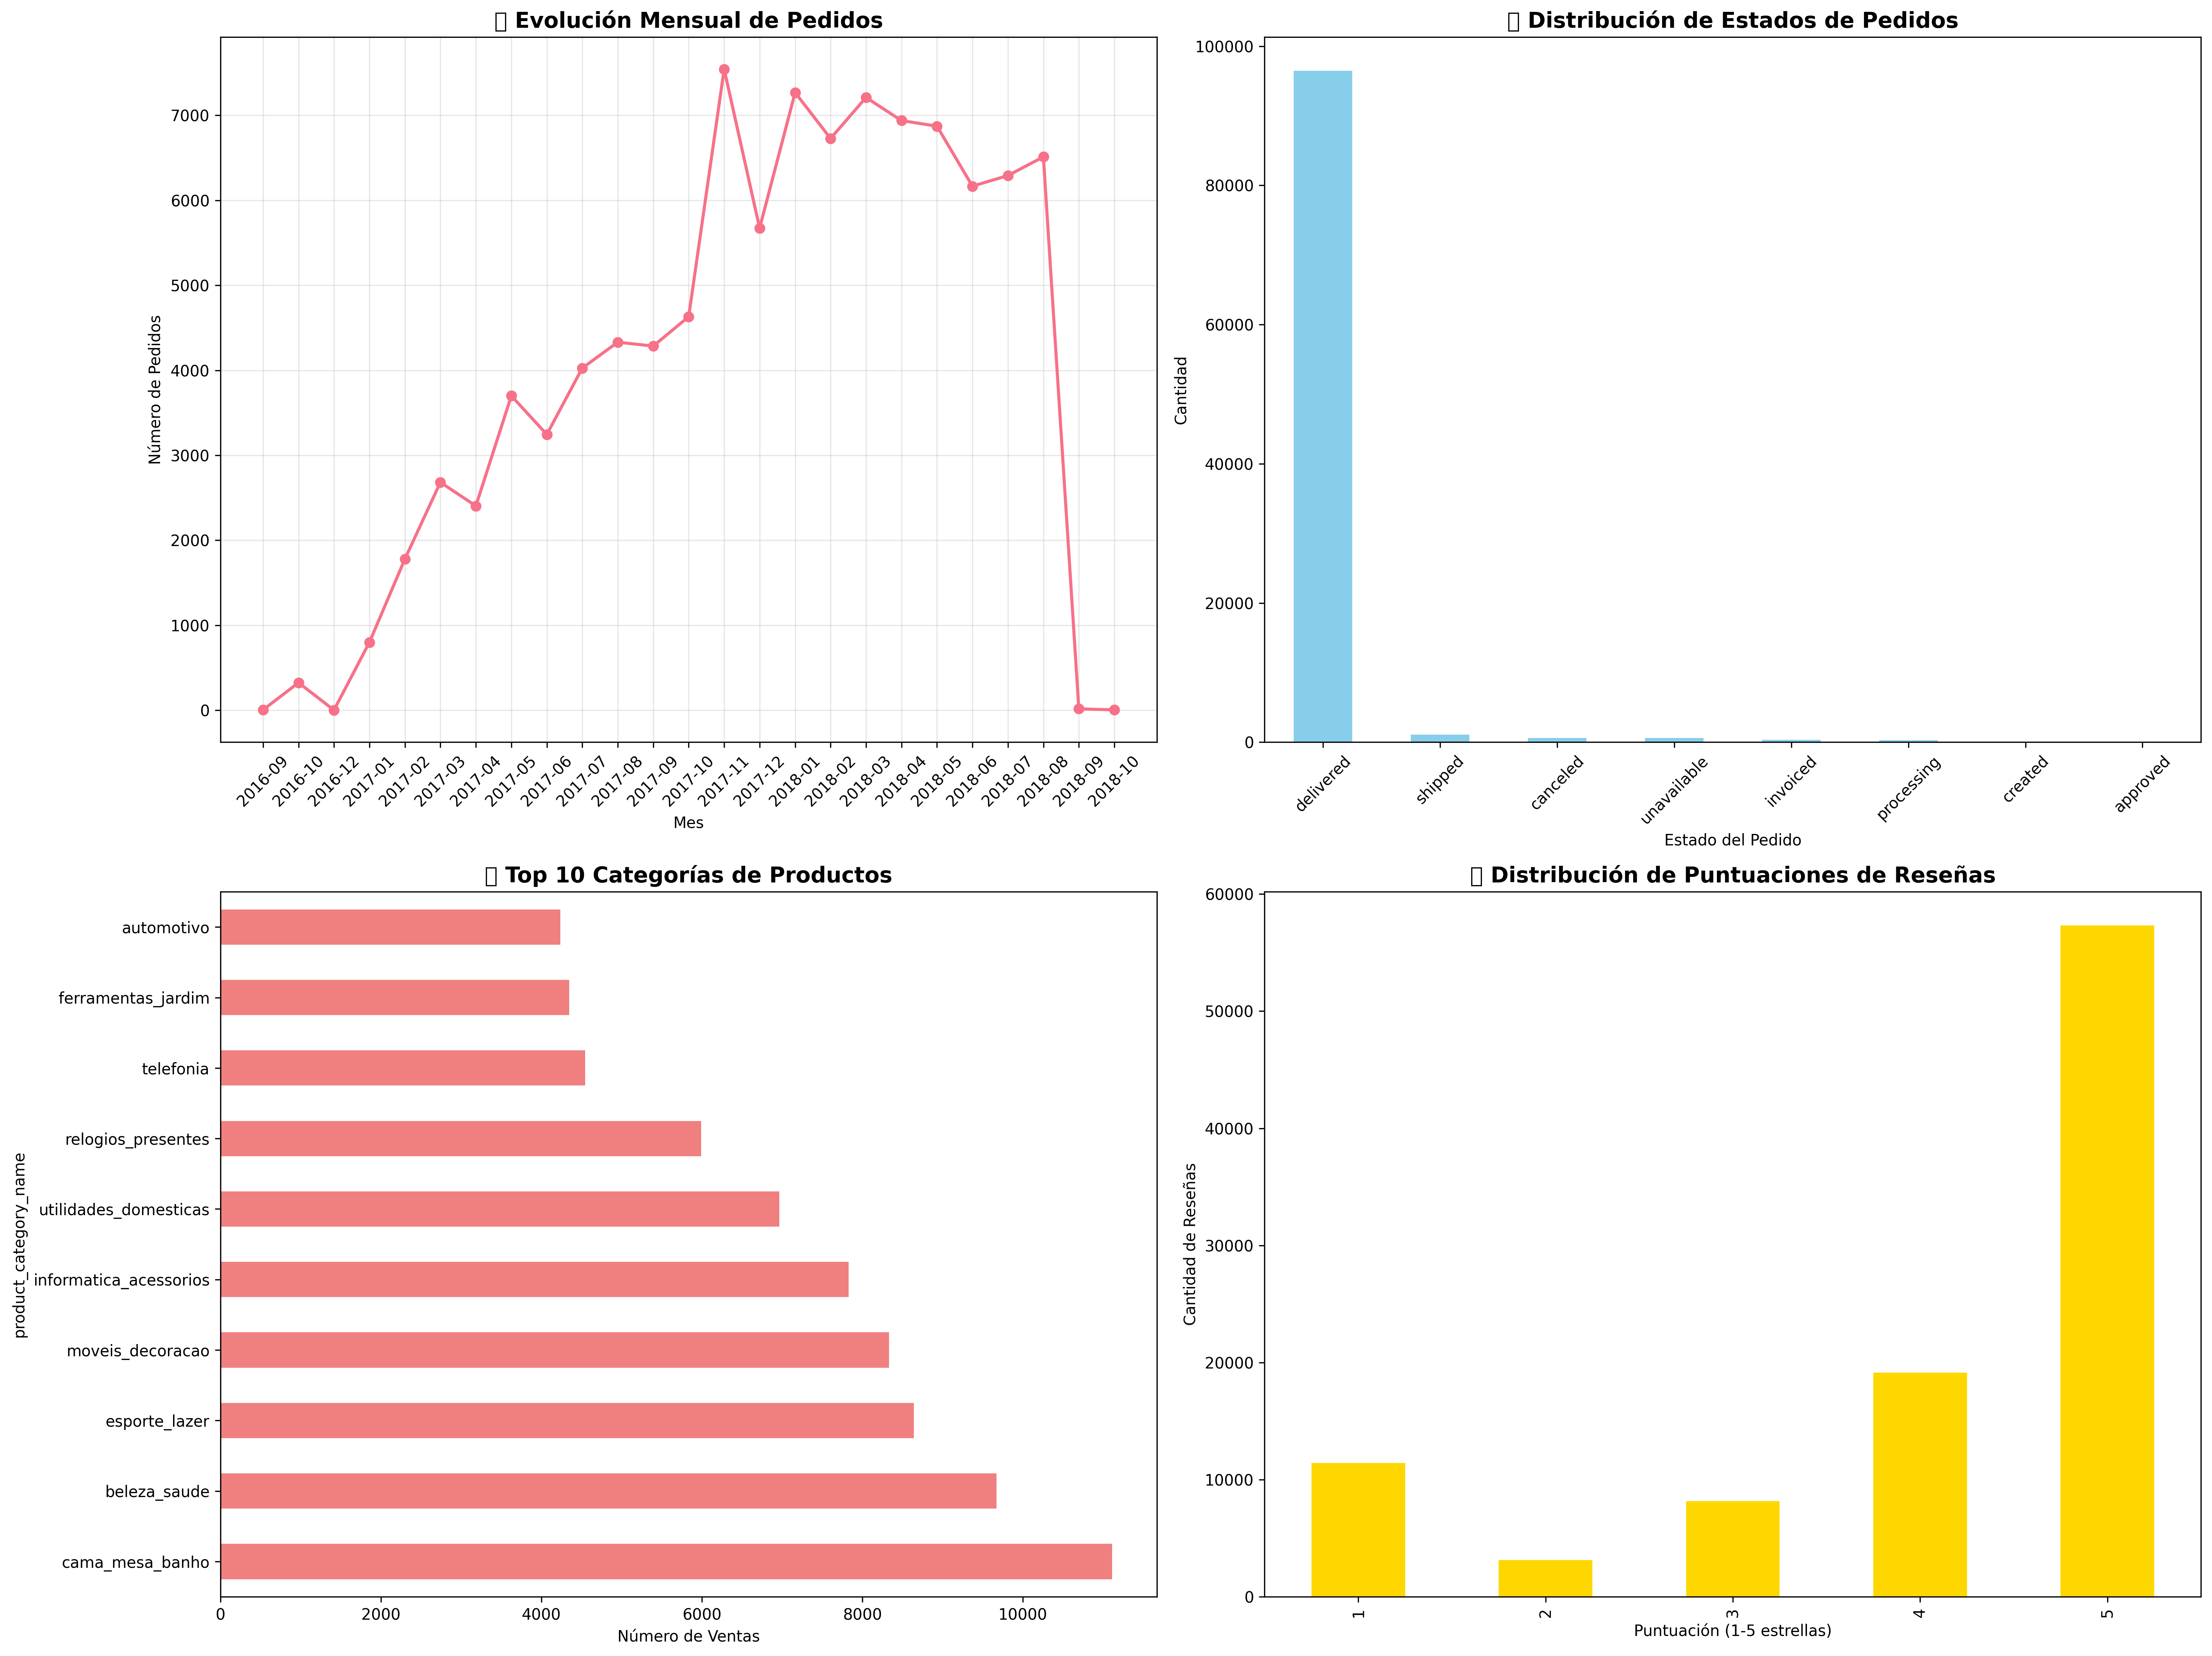 ▯ Evolución Mensual de Pedidos
Número de Pedidos
7000
6000
5000
4000
3000
2000
1000
0
2016-09
2016-10
2016-12
2017-01
2017-02
2017-03
2017-04
2017-05
2017-06
2017-07
2017-08
2017-09
2017-10
2017-11
2017-12
2018-01
2018-02
2018-03
2018-04
2018-05
2018-06
2018-07
2018-08
2018-09
2018-10
Mes
▯ Distribución de Estados de Pedidos
Cantidad
100000
80000
60000
40000
20000
0
delivered
shipped
canceled
unavailable
invoiced
processing
created
approved
Estado del Pedido
▯ Top 10 Categorías de Productos
product_category_name
automotivo
ferramentas_jardim
telefonia
relogios_presentes
utilidades_domesticas
informatica_acessorios
moveis_decoracao
esporte_lazer
beleza_saude
cama_mesa_banho
0
2000
4000
6000
8000
10000
Número de Ventas
▯ Distribución de Puntuaciones de Reseñas
Cantidad de Reseñas
60000
50000
40000
30000
20000
10000
0
1
2
3
4
5
Puntuación (1-5 estrellas)